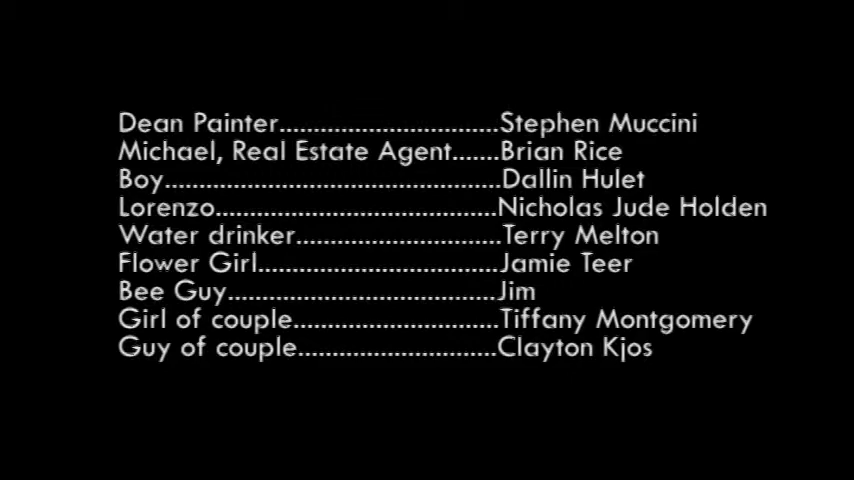 Dean Painter................................Stephen Muccini
Michael, Real Estate Agent.......Brian Rice
Boy.................................................Dallin Hulet
Lorenzo.........................................Nicholas Jude Holden
Water drinker..............................Terry Melton
Flower Girl...................................Jamie Teer
Bee Guy.......................................Jim
Girl of couple..............................Tiffany Montgomery
Guy of couple.............................Clayton Kjos